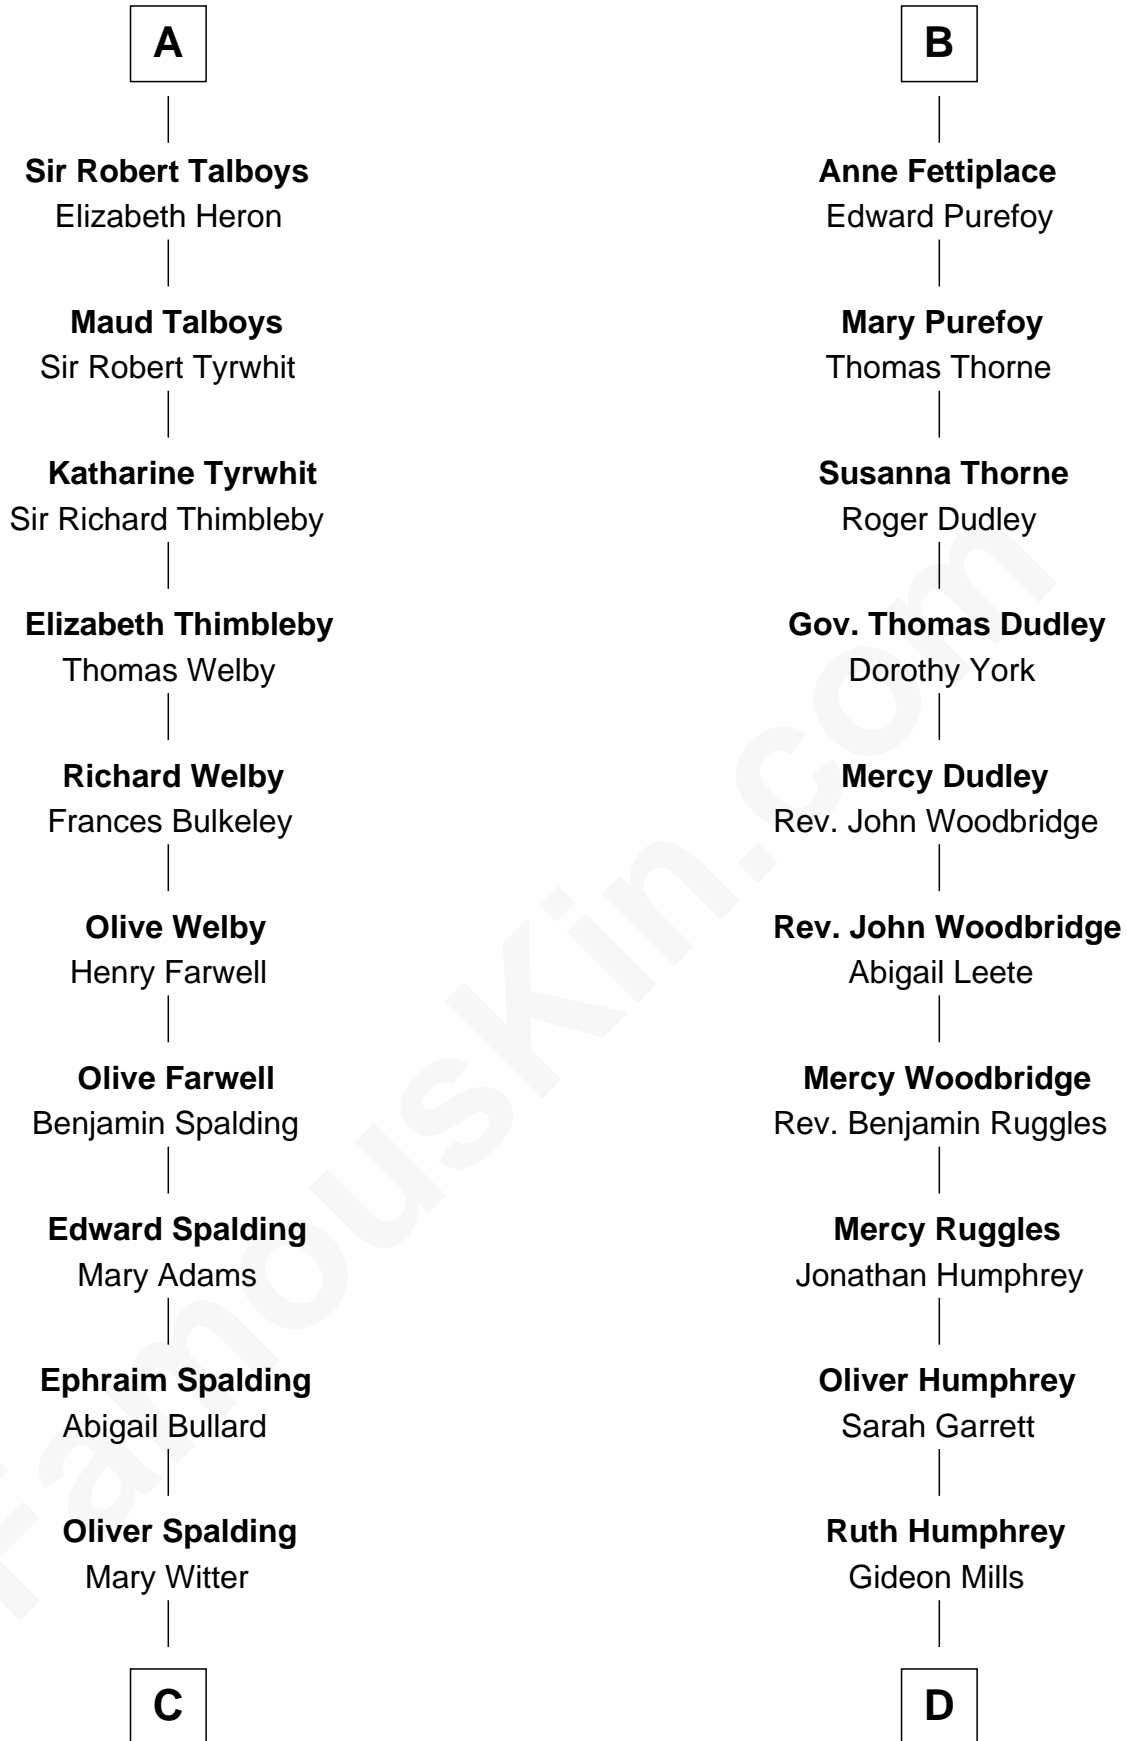 A
Sir Robert Talboys
Elizabeth Heron
Maud Talboys
Sir Robert Tyrwhit
Katharine Tyrwhit
Sir Richard Thimbleby
Elizabeth Thimbleby
Thomas Welby
Richard Welby
Frances Bulkeley
Olive Welby
Henry Farwell
Olive Farwell
Benjamin Spalding
Edward Spalding
Mary Adams
Ephraim Spalding
Abigail Bullard
Oliver Spalding
Mary Witter
C
B
Anne Fettiplace
Edward Purefoy
Mary Purefoy
Thomas Thorne
Susanna Thorne
Roger Dudley
Gov. Thomas Dudley
Dorothy York
Mercy Dudley
Rev. John Woodbridge
Rev. John Woodbridge
Abigail Leete
Mercy Woodbridge
Rev. Benjamin Ruggles
Mercy Ruggles
Jonathan Humphrey
Oliver Humphrey
Sarah Garrett
Ruth Humphrey
Gideon Mills
D
FamousKin.com